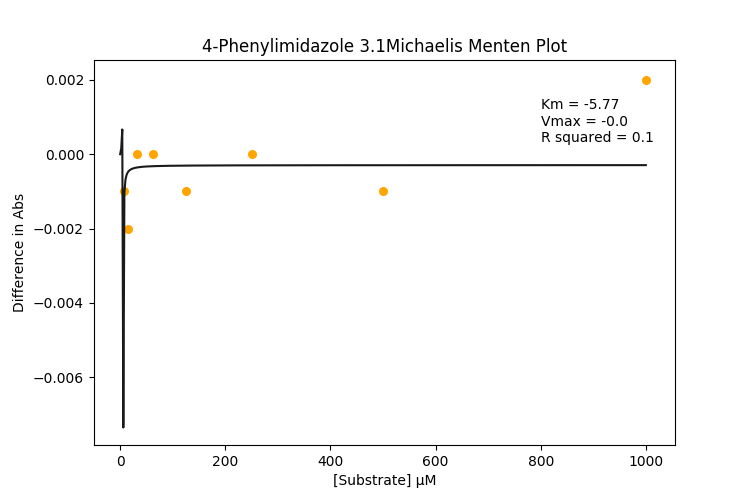 4-Phenylimidazole 3.1Michaelis Menten Plot
Km = -5.77
Vmax = -0.0
R squared = 0.1
0.002
0.000
−0.002
−0.004
−0.006
Difference in Abs
0
200
400
600
800
1000
[Substrate] µM